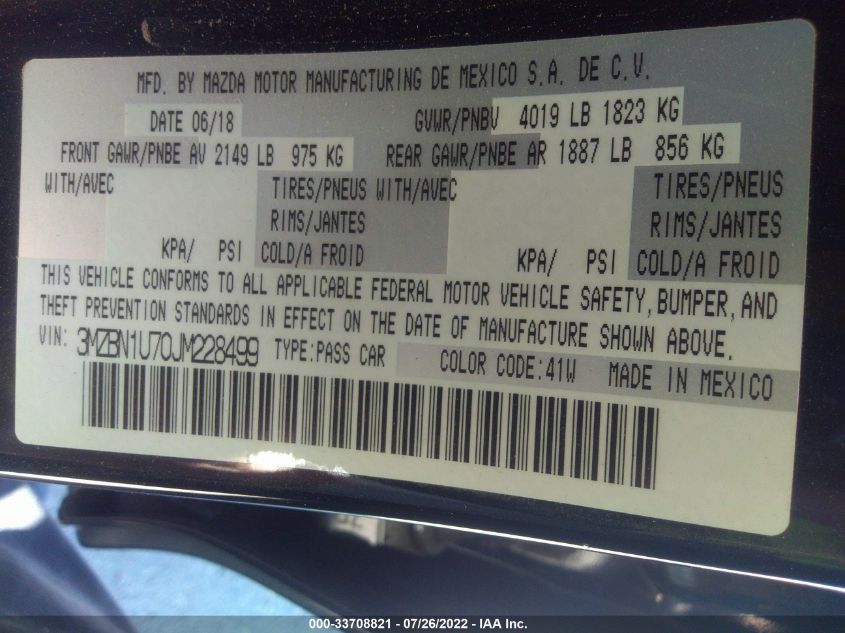 MFD. BY MAZDA MOTOR MANUFACTURING DE MEXICO S.A. DE C.V.
DATE 06/18 GVWR/PNBV 4019 LB 1823 KG
FRONT GAWR/PNBE AV 2149 LB 975 KG REAR GAWR/PNBE AR 1887 LB 856 KG
WITH/AVEC TIRES/PNEUS WITH/AVEC TIRES/PNEUS
RIMS/JANTES RIMS/JANTES
KPA/ PSI COLD/A FROID KPA/ PSI COLD/A FROID
THIS VEHICLE CONFORMS TO ALL APPLICABLE FEDERAL MOTOR VEHICLE SAFETY, BUMPER, AND
THEFT PREVENTION STANDARDS IN EFFECT ON THE DATE OF MANUFACTURE SHOWN ABOVE.
VIN: 3MZBN1U70JM228499 TYPE:PASS CAR COLOR CODE:41W MADE IN MEXICO
000-33708821 - 07/26/2022 - IAA Inc.